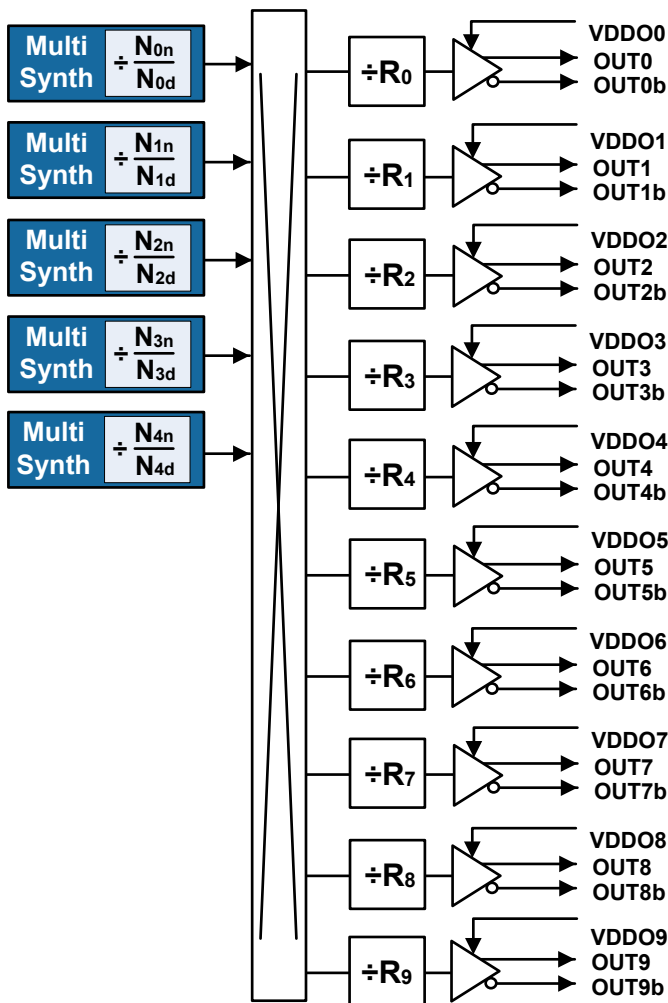 Multi Synth ÷ N0n/N0d
Multi Synth ÷ N1n/N1d
Multi Synth ÷ N2n/N2d
Multi Synth ÷ N3n/N3d
Multi Synth ÷ N4n/N4d
÷R0
VDDO0
OUT0
OUT0b
÷R1
VDDO1
OUT1
OUT1b
÷R2
VDDO2
OUT2
OUT2b
÷R3
VDDO3
OUT3
OUT3b
÷R4
VDDO4
OUT4
OUT4b
÷R5
VDDO5
OUT5
OUT5b
÷R6
VDDO6
OUT6
OUT6b
÷R7
VDDO7
OUT7
OUT7b
÷R8
VDDO8
OUT8
OUT8b
÷R9
VDDO9
OUT9
OUT9b